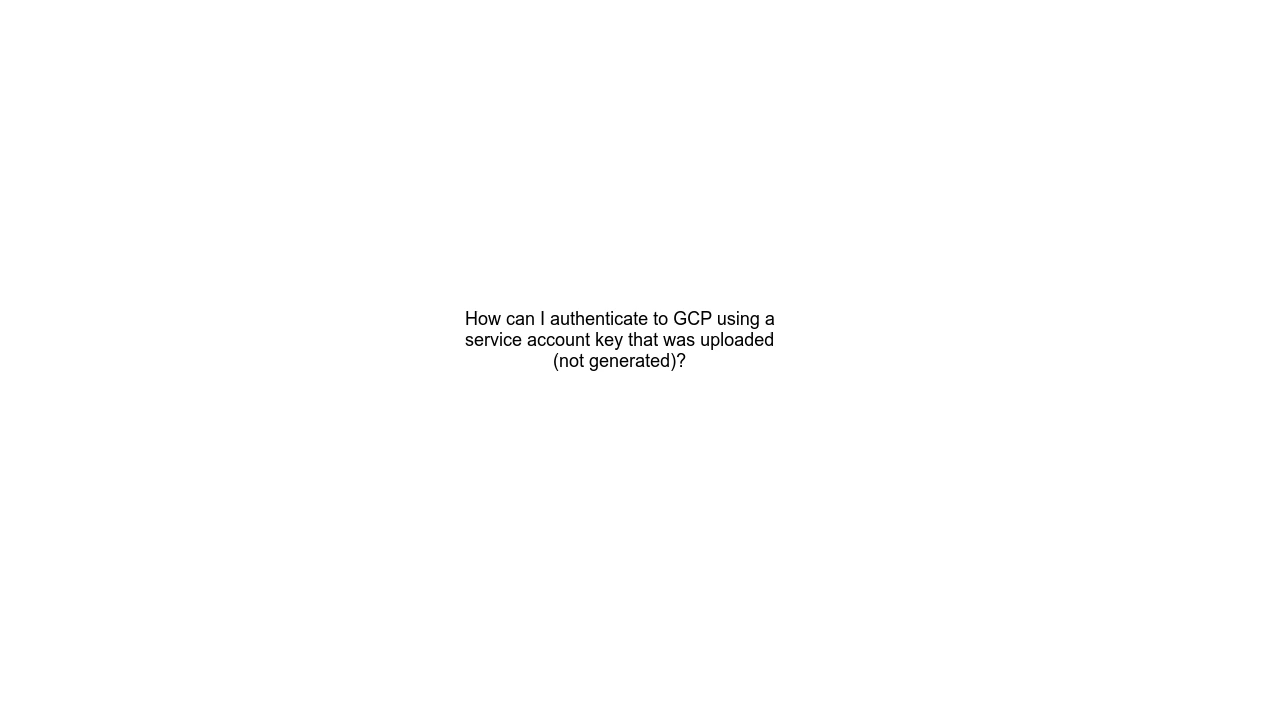 How can I authenticate to GCP using a
service account key that was uploaded
(not generated)?